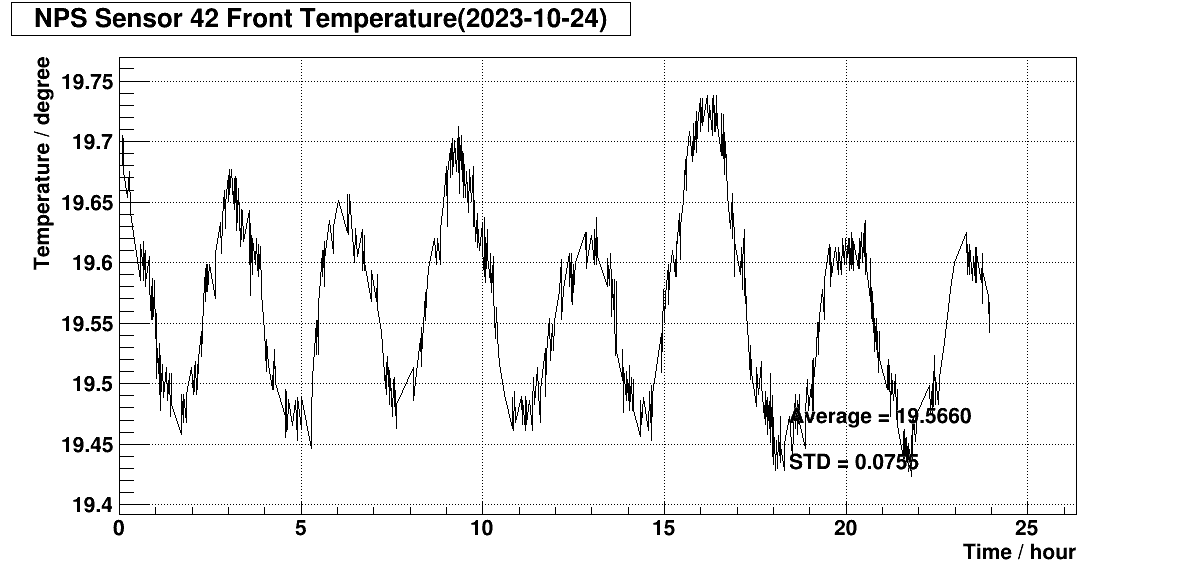 NPS Sensor 42 Front Temperature(2023-10-24)
Temperature / degree
19.75
19.7
19.65
19.6
19.55
19.5
19.45
19.4
Average = 19.5660
STD = 0.0755
0 5 10 15 20 25
Time / hour